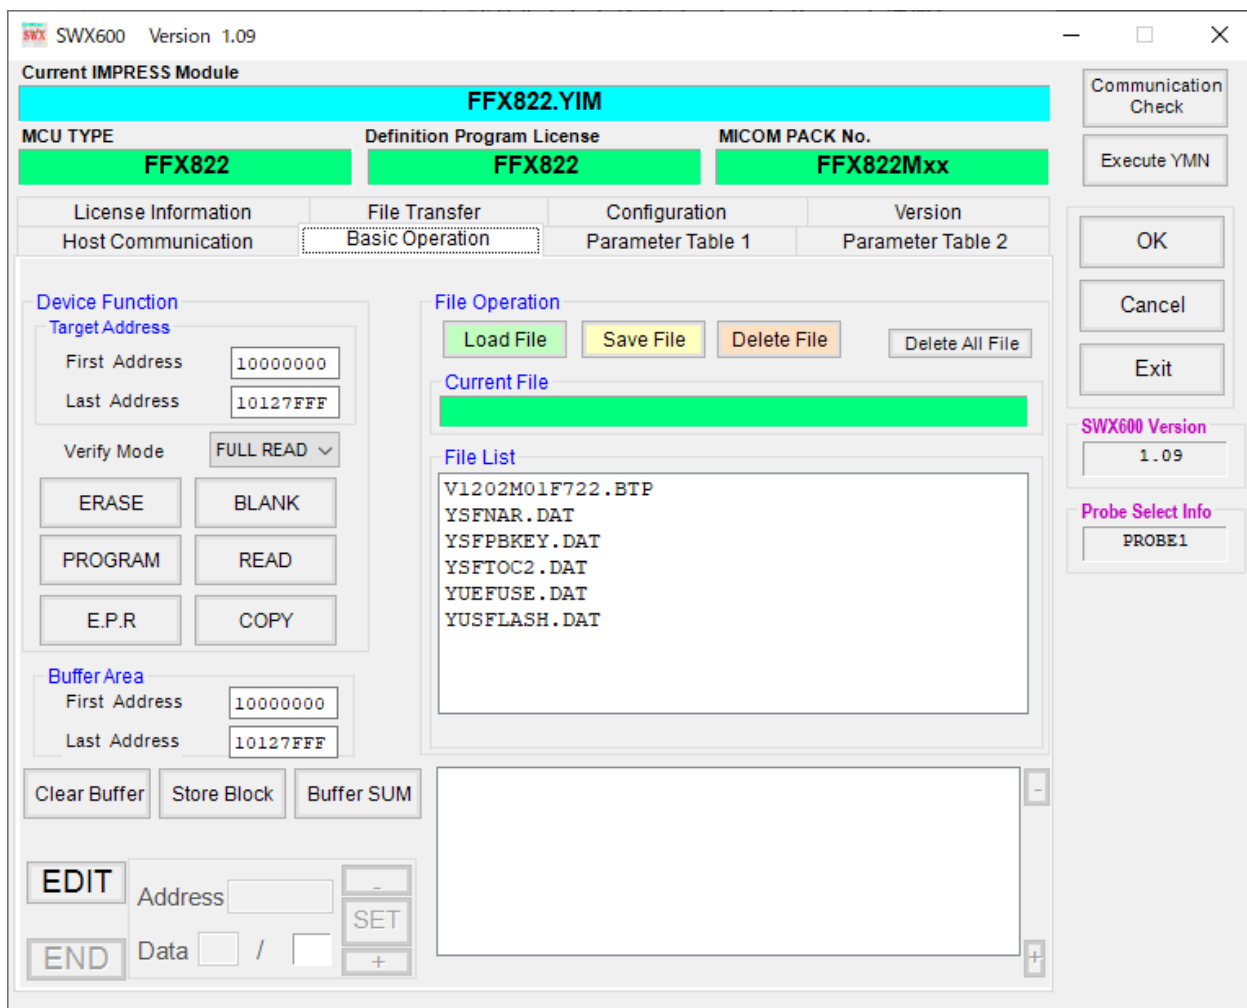 SWX SWX600 Version 1.09
Current IMPRESS Module
FFX822.YIM
MCU TYPE Definition Program License MICOM PACK No.
FFX822 FFX822 FFX822Mxx
License Information File Transfer Configuration Version
Host Communication Basic Operation Parameter Table 1 Parameter Table 2
Device Function
Target Address
First Address 10000000
Last Address 10127FFF
Verify Mode FULL READ
ERASE BLANK
PROGRAM READ
E.P.R COPY
Buffer Area
First Address 10000000
Last Address 10127FFF
Clear Buffer Store Block Buffer SUM
EDIT
Address
-
SET
END
Data /
+
File Operation
Load File Save File Delete File Delete All File
Current File
File List
V1202M01F722.BTP
YSFNAR.DAT
YSFPBKEY.DAT
YSFTOC2.DAT
YUEFUSE.DAT
YUSFLASH.DAT
-
+
Communication
Check
Execute YMN
OK
Cancel
Exit
SWX600 Version
1.09
Probe Select Info
PROBE1